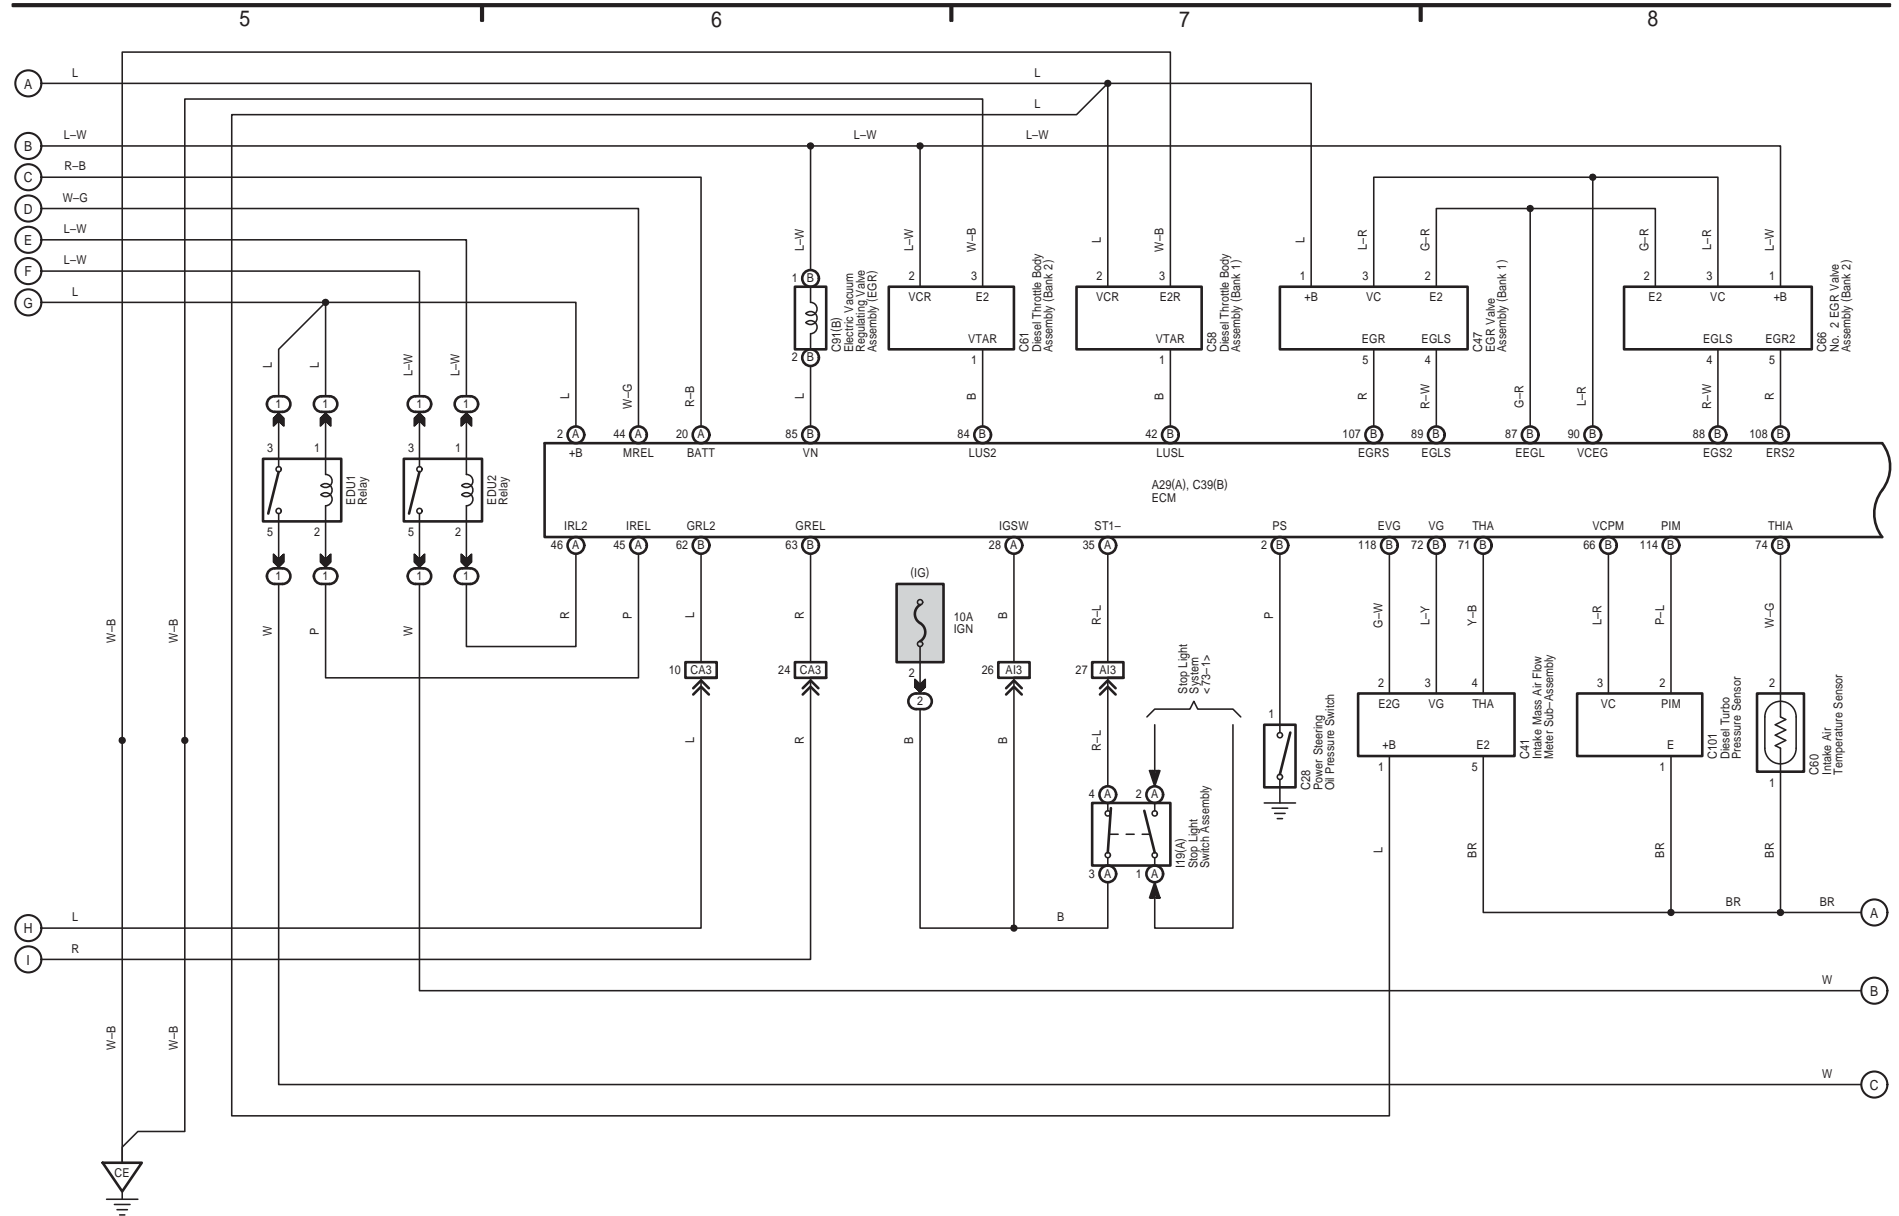 5 6 7 8
A L L
L
B L–W L–W L–W
C R–B
D W–G
E L–W
F L–W
G L
L–W L–W W–B L W–B L L–R G–R G–R L–R L–W
1 B 2 3 2 3 1 3 2 2 3 1
VCR E2 VCR E2R +B VC E2 E2 VC +B
C91(B)
Electric Vacuum
Regulating Valve
Assembly (EGR)
C61
Diesel Throttle Body
Assembly (Bank 2)
C58
Diesel Throttle Body
Assembly (Bank 1)
C47
EGR Valve
Assembly (Bank 1)
C66
No. 2 EGR Valve
Assembly (Bank 2)
VTAR VTAR EGR EGLS EGLS EGR2
2 B 1 1 5 4 4 5
L L L–W L–W L W–G R–B L B B R R–W G–R L–R R–W R
1 1 1 1
2 A 44 A 20 A 85 B 84 B 42 B 107 B 89 B 87 B 90 B 88 B 108 B
3 1 3 1
+B MREL BATT VN LUS2 LUSL EGRS EGLS EEGL VCEG EGS2 ERS2
EDU1
Relay
EDU2
Relay
A29(A), C39(B)
ECM
5 2 5 2
IRL2 IREL GRL2 GREL IGSW ST1– PS EVG VG THA VCPM PIM THIA
46 A 45 A 62 B 63 B 28 A 35 A 2 B 118 B 72 B 71 B 66 B 114 B 74 B
1 1 1 1
(IG)
10A
IGN
W–B W–B W P W R P L R B R–L P G–W L–Y Y–B L–R P–L W–G
10 CA3 24 CA3 2 26 AI3 27 AI3
2
Stop Light
System
<73–1>
L R B B R–L
1
C28
Power Steering
Oil Pressure Switch
2 3 4
E2G VG THA
+B E2
1 5
C41
Intake Mass Air Flow
Meter Sub–Assembly
3 2
VC PIM
E
1
C101
Diesel Turbo
Pressure Sensor
2
1
C60
Intake Air
Temperature Sensor
4 A 2 A
3 A 1 A
I19(A)
Stop Light
Switch Assembly
L BR BR BR
H L B BR BR A
I R
W B
W–B W–B
W C
CE